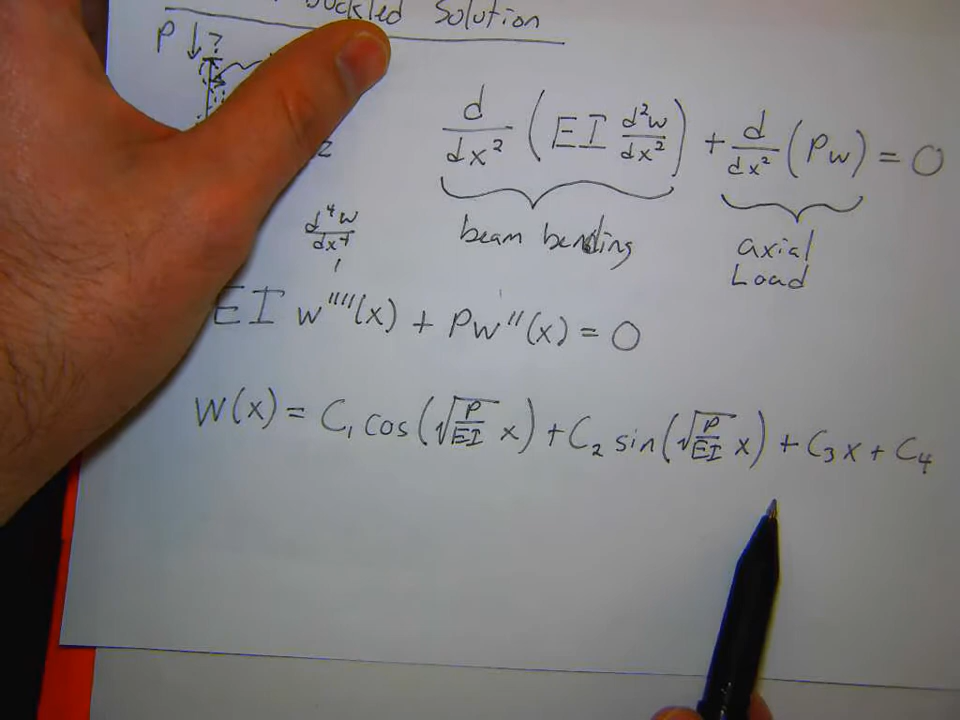 Buckled Solution
P ↓ ?
d/dx² (EI d²w/dx²) + d/dx² (Pw) = 0
z
beam bending
axial
Load
d⁴w/dx⁴
EI w''''(x) + Pw''(x) = 0
W(x) = C₁ cos(√(P/EI) x) + C₂ sin(√(P/EI) x) + C₃x + C₄